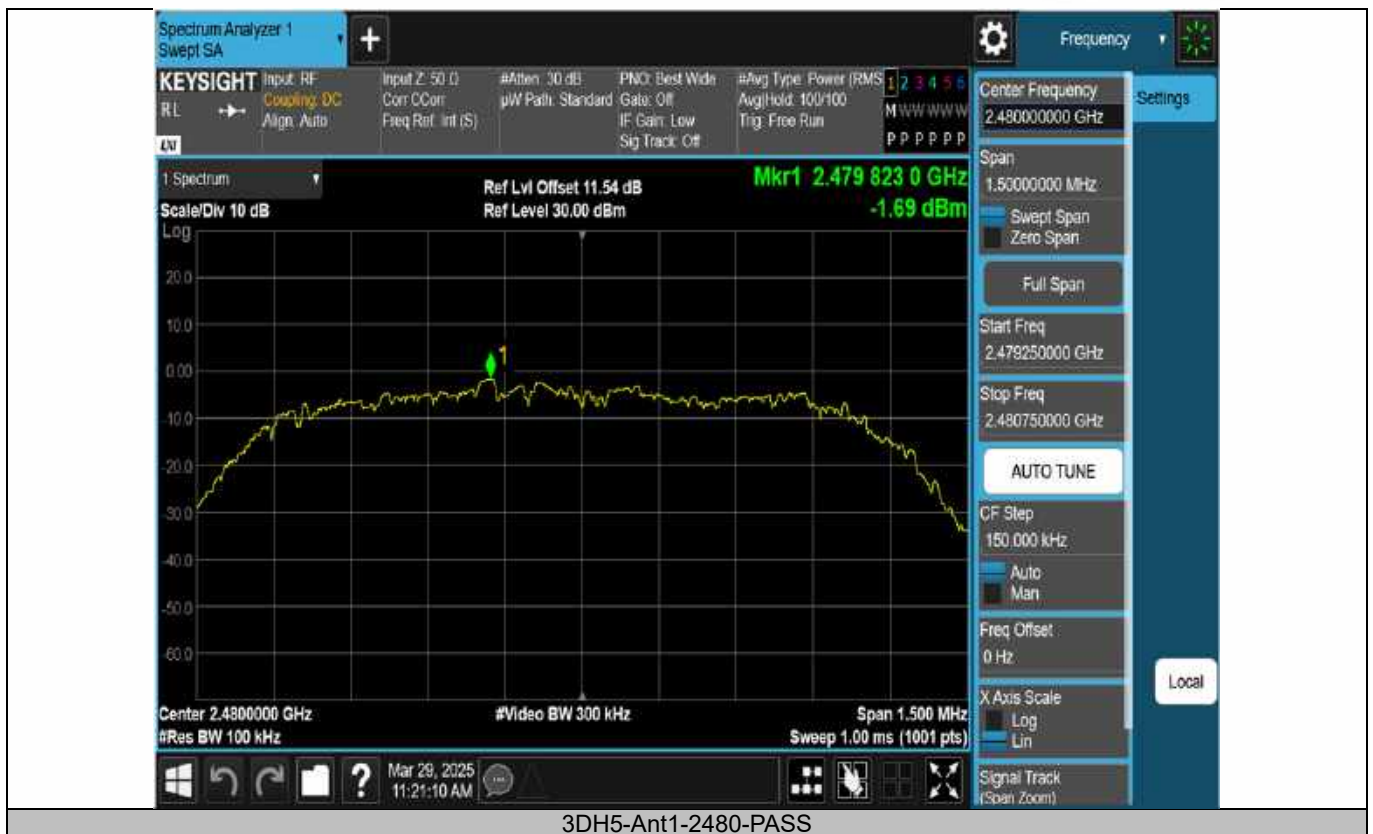 Spectrum Analyzer 1
Swept SA
+
Frequency
KEYSIGHT
RL
Input: RF
Coupling: DC
Align: Auto
Input Z: 50 Ω
Corr CCorr
Freq Ref: Int (S)
#Atten: 30 dB
µW Path: Standard
PNO: Best Wide
Gate: Off
IF Gain: Low
Sig Track: Off
#Avg Type: Power (RMS
Avg|Hold: 100/100
Trig: Free Run
1 2 3 4 5 6
M W W W W W
P P P P P P
1 Spectrum
Scale/Div 10 dB
Log
Ref Lvl Offset 11.54 dB
Ref Level 30.00 dBm
Mkr1 2.479 823 0 GHz
-1.69 dBm
20.0
10.0
0.00
-10.0
-20.0
-30.0
-40.0
-50.0
-60.0
1
Center 2.4800000 GHz
#Res BW 100 kHz
#Video BW 300 kHz
Span 1.500 MHz
Sweep 1.00 ms (1001 pts)
?
Mar 29, 2025
11:21:10 AM
Center Frequency
2.480000000 GHz
Settings
Span
1.50000000 MHz
Swept Span
Zero Span
Full Span
Start Freq
2.479250000 GHz
Stop Freq
2.480750000 GHz
AUTO TUNE
CF Step
150.000 kHz
Auto
Man
Freq Offset
0 Hz
X Axis Scale
Log
Lin
Signal Track
(Span Zoom)
Local
3DH5-Ant1-2480-PASS